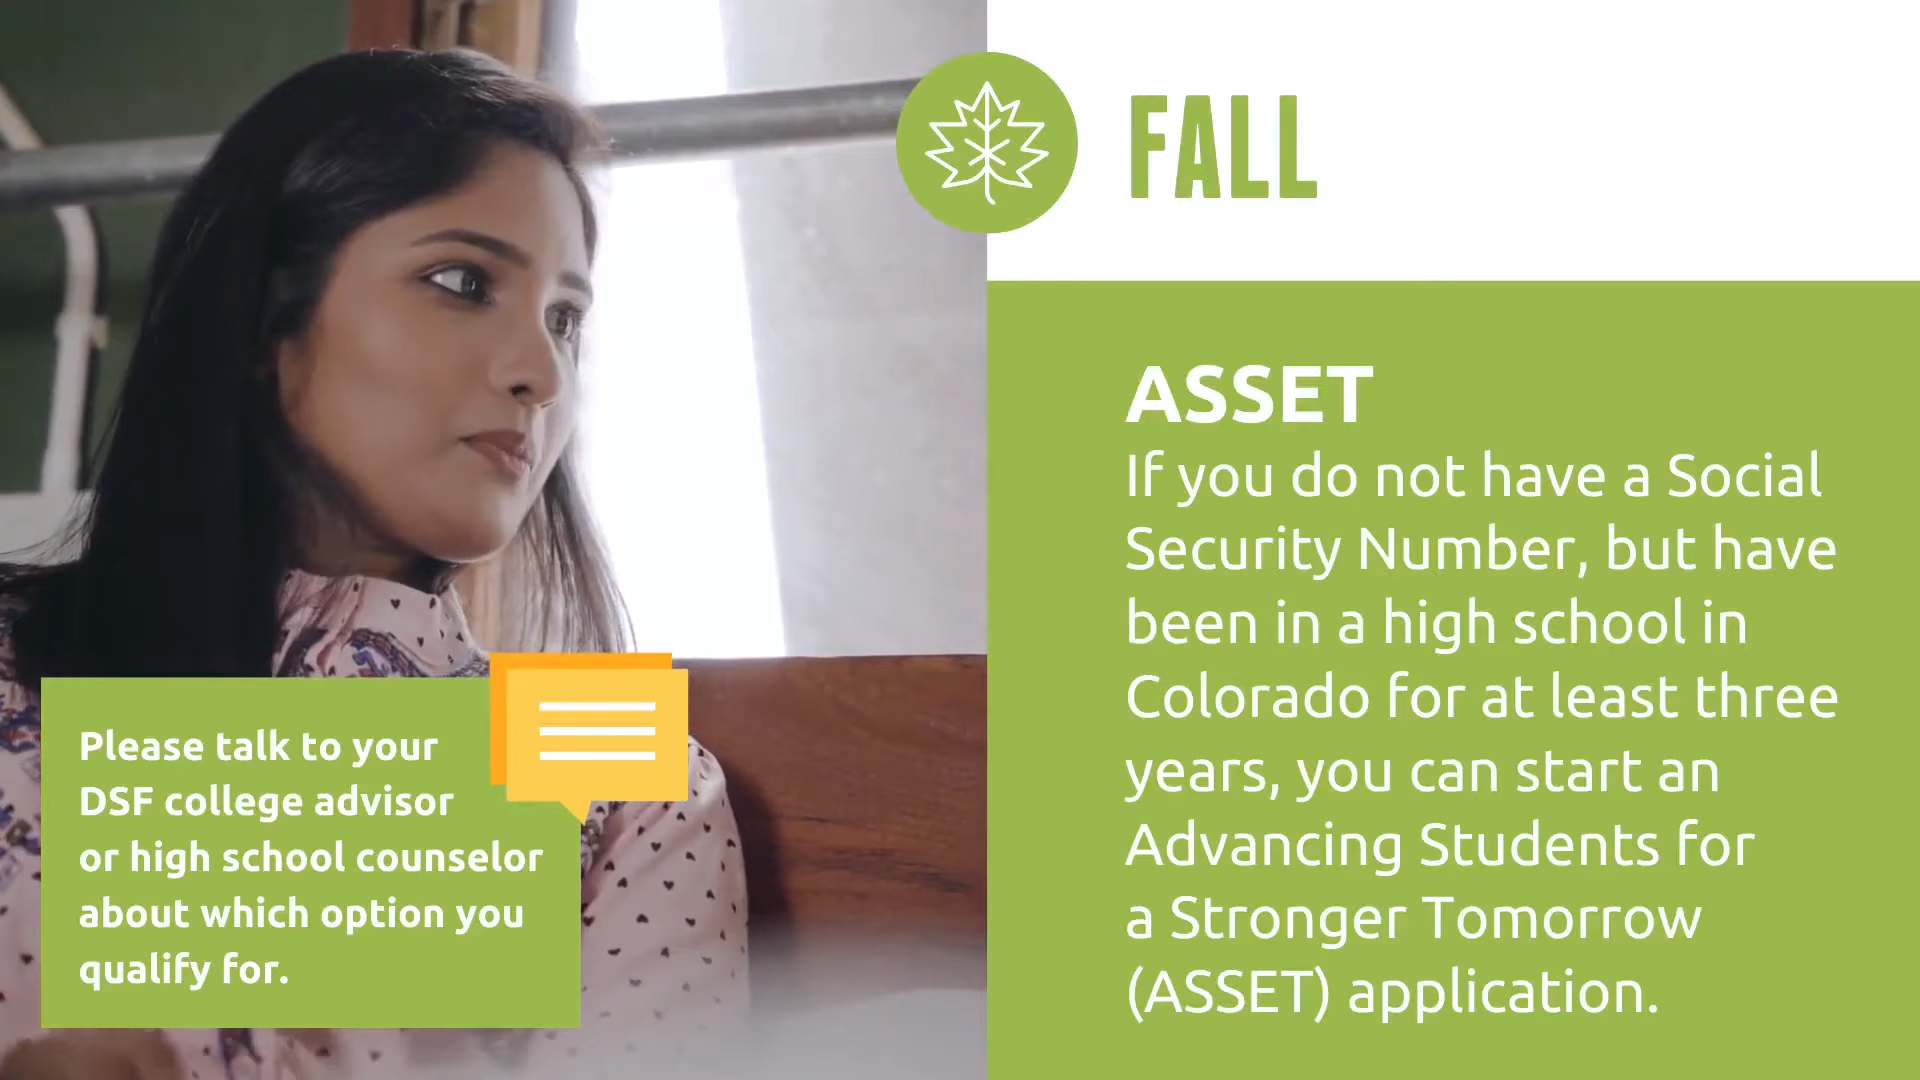 FALL
ASSET
If you do not have a Social
Security Number, but have
been in a high school in
Colorado for at least three
years, you can start an
Advancing Students for
a Stronger Tomorrow
(ASSET) application.
Please talk to your
DSF college advisor
or high school counselor
about which option you
qualify for.